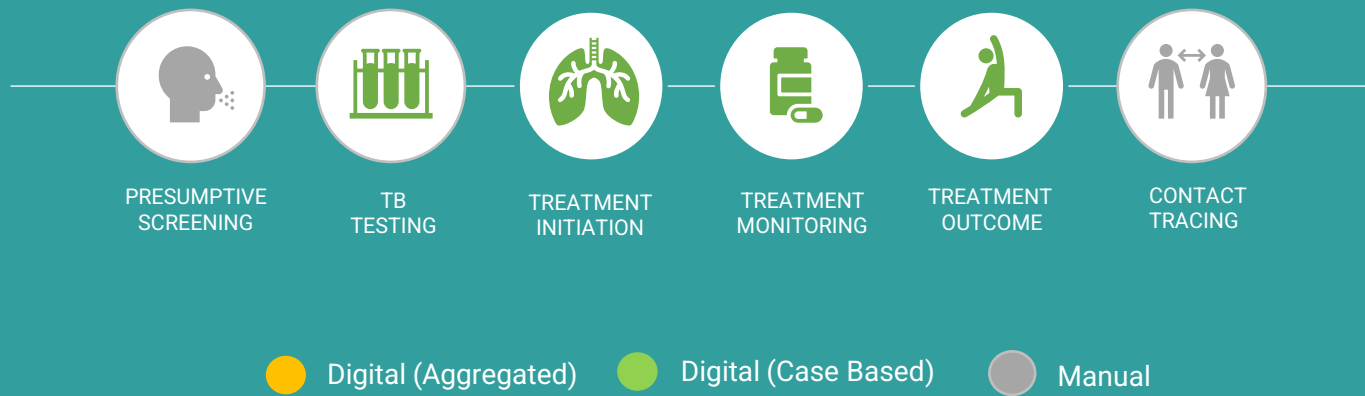 PRESUMPTIVE
SCREENING
TB
TESTING
TREATMENT
INITIATION
TREATMENT
MONITORING
TREATMENT
OUTCOME
CONTACT
TRACING
Digital (Aggregated)
Digital (Case Based)
Manual